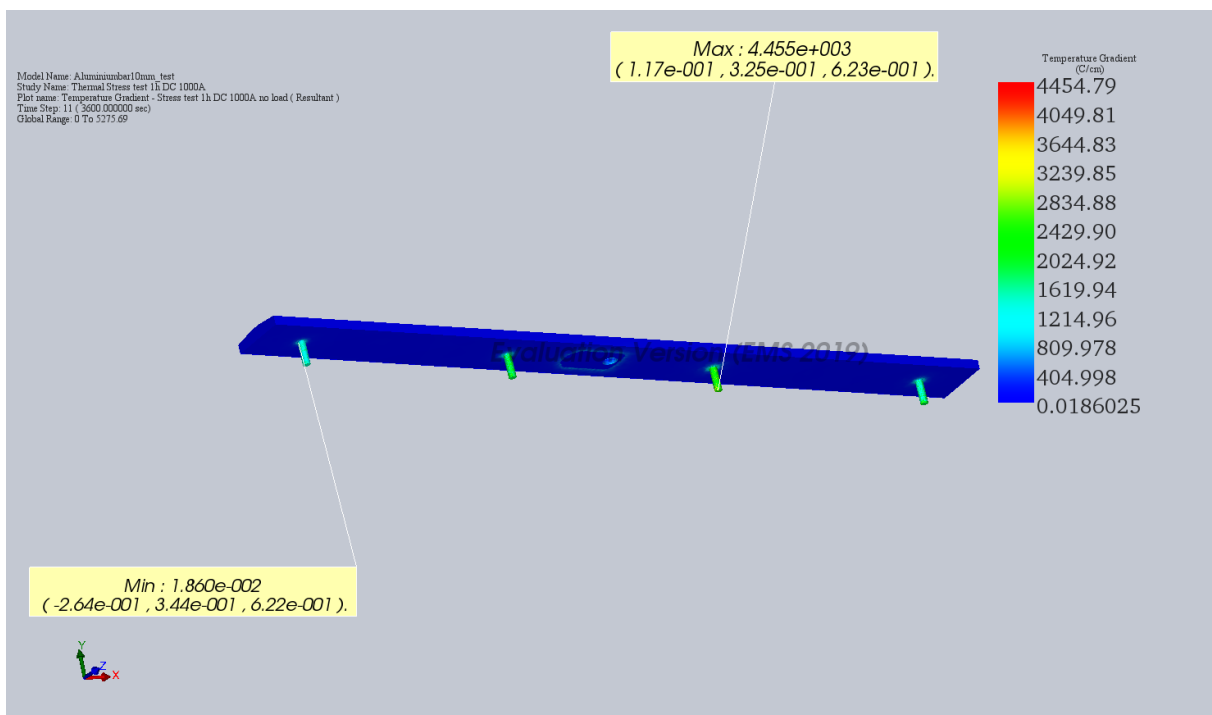 Max : 4.455e+003
( 1.17e-001 , 3.25e-001 , 6.23e-001 ).
Model Name: Aluminiumbar10mm_test
Study Name: Thermal Stress test 1h DC 1000A
Plot name: Temperature Gradient - Stress test 1h DC 1000A no load ( Resultant )
Time Step: 11 ( 3600.000000 sec)
Global Range: 0 To 5275.69
Temperature Gradient
(C/cm)
4454.79
4049.81
3644.83
3239.85
2834.88
2429.90
2024.92
1619.94
1214.96
809.978
404.998
0.0186025
Evaluation Version (EMS 2019)
Min : 1.860e-002
( -2.64e-001 , 3.44e-001 , 6.22e-001 ).
Y
Z
X